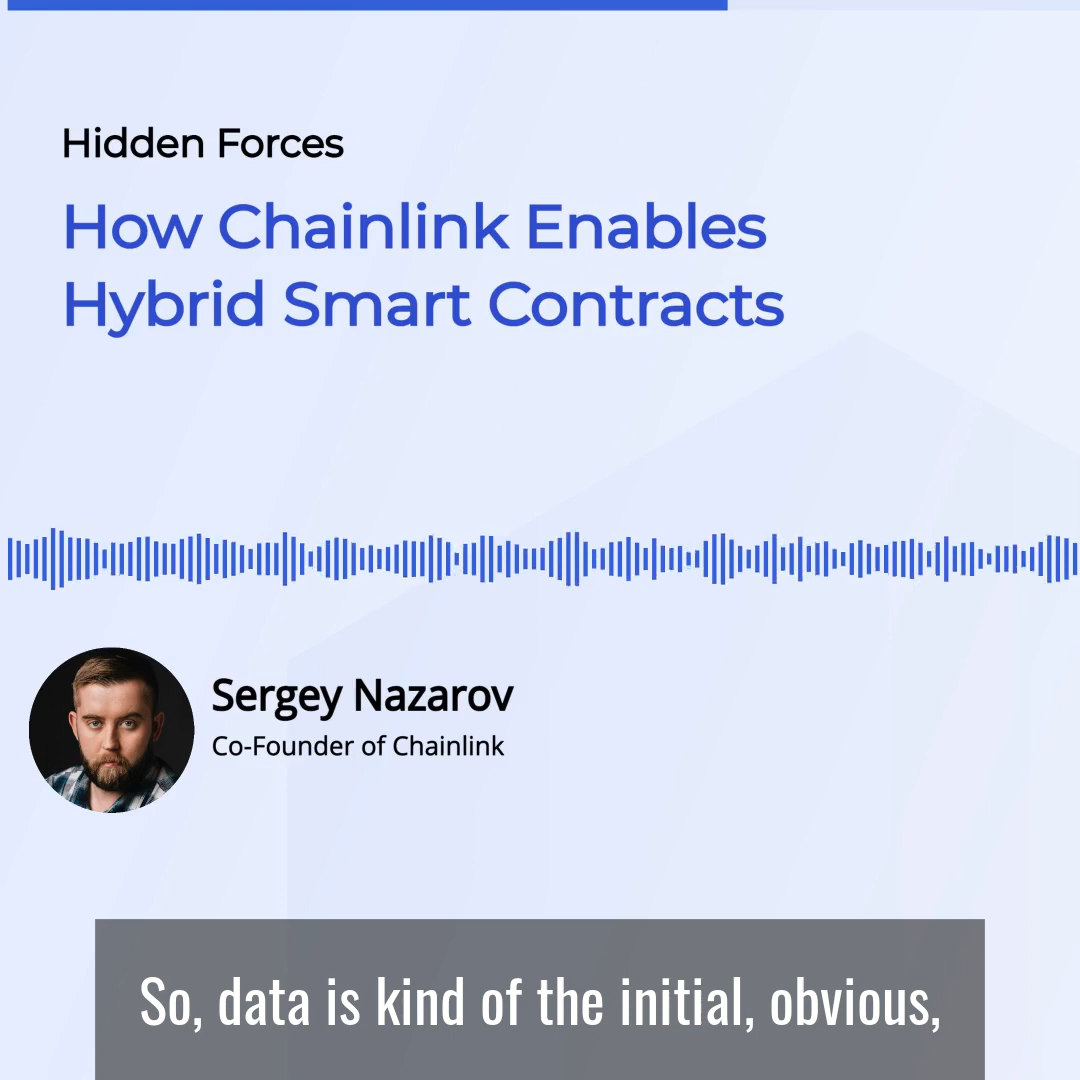 Hidden Forces
How Chainlink Enables
Hybrid Smart Contracts
Sergey Nazarov
Co-Founder of Chainlink
So, data is kind of the initial, obvious,